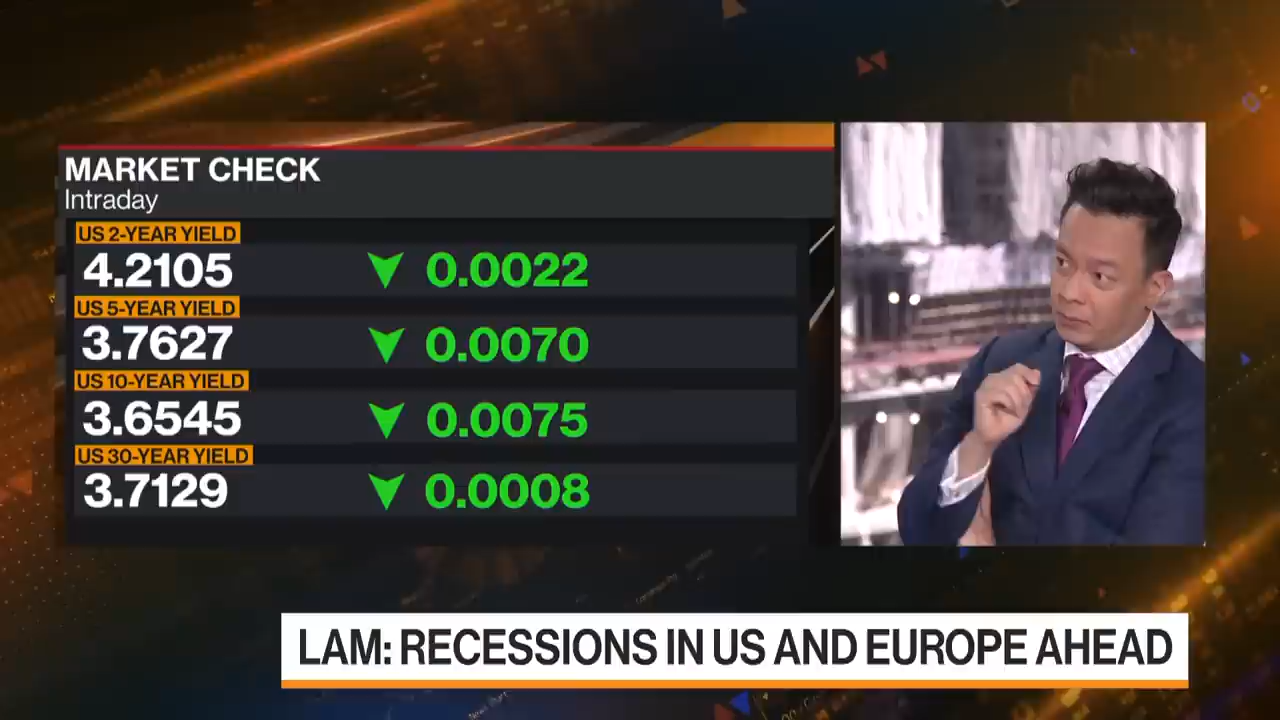 MARKET CHECK
Intraday
US 2-YEAR YIELD
4.2105 ▼ 0.0022
US 5-YEAR YIELD
3.7627 ▼ 0.0070
US 10-YEAR YIELD
3.6545 ▼ 0.0075
US 30-YEAR YIELD
3.7129 ▼ 0.0008
LAM: RECESSIONS IN US AND EUROPE AHEAD